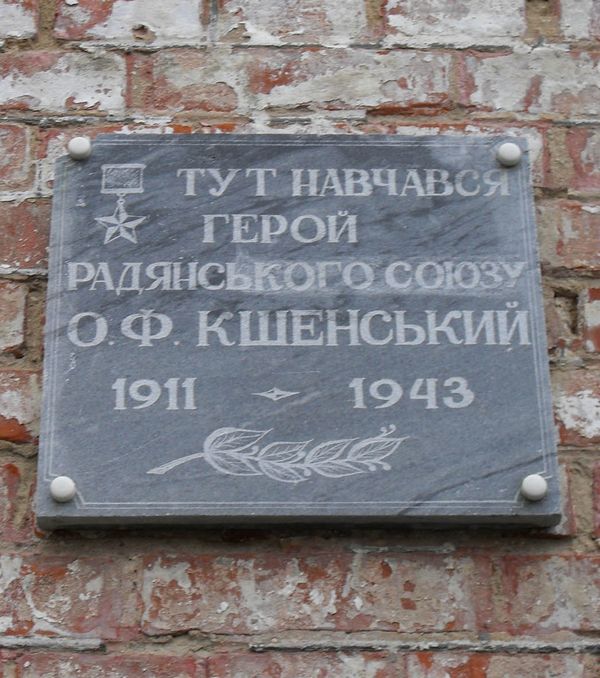 ТУТ НАВЧАВСЯ
ГЕРОЙ
РАДЯНСЬКОГО СОЮЗУ
О. Ф. КШЕНСЬКИЙ
1911 - 1943